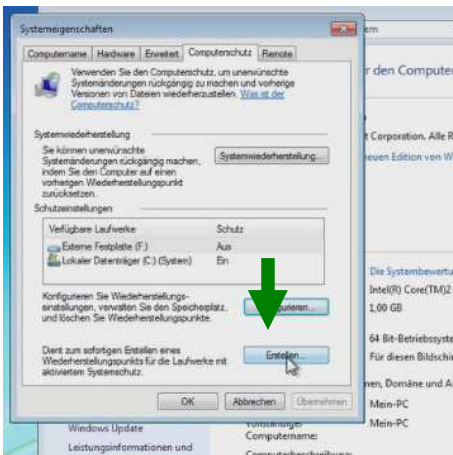 Systemeigenschaften
Computername Hardware Erweitert Computerschutz Remote
Verwenden Sie den Computerschutz, um unerwünschte
Systemänderungen rückgängig zu machen und vorherige
Versionen von Dateien wiederherzustellen. Was ist der
Computerschutz?
Systemwiederherstellung
Sie können unerwünschte
Systemänderungen rückgängig machen,
indem Sie den Computer auf einen
vorherigen Wiederherstellungspunkt
zurücksetzen.
Systemwiederherstellung...
Schutzeinstellungen
Verfügbare Laufwerke Schutz
Externe Festplatte (F:) Aus
Lokaler Datenträger (C:) (System) Ein
Konfigurieren Sie Wiederherstellungs-
einstellungen, verwalten Sie den Speicherplatz,
und löschen Sie Wiederherstellungspunkte.
gurieren...
Dient zum sofortigen Erstellen eines
Wiederherstellungspunkts für die Laufwerke mit
aktiviertem Systemschutz.
Erstellen...
OK Abbrechen Übernehmen
em
r den Compute
t Corporation. Alle R
euen Edition von W
Die Systembewertu
Intel(R) Core(TM)2
1,00 GB
64 Bit-Betriebssyste
Für diesen Bildschir
nen, Domäne und A
Mein-PC
Mein-PC
Windows Update
Leistungsinformationen und
Computername: